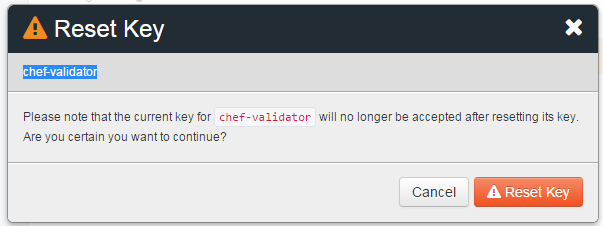 Reset Key
chef-validator
Please note that the current key for chef-validator will no longer be accepted after resetting its key.
Are you certain you want to continue?
Cancel
Reset Key